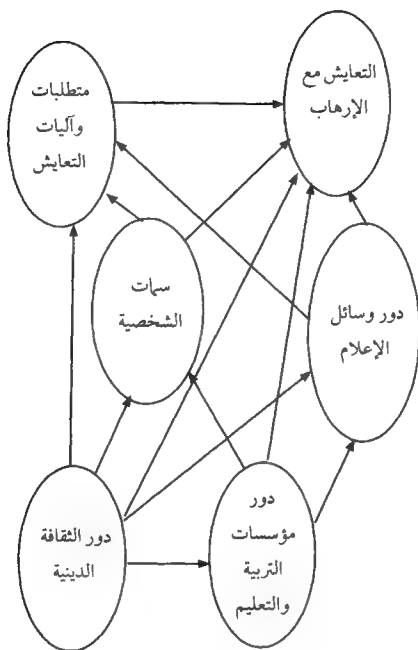 التعايش مع
الإرهاب
متطلبات
وآليات
التعايش
سمات
الشخصية
دور وسائل
الإعلام
دور الثقافة
الدينية
دور
مؤسسات
التربية
والتعليم